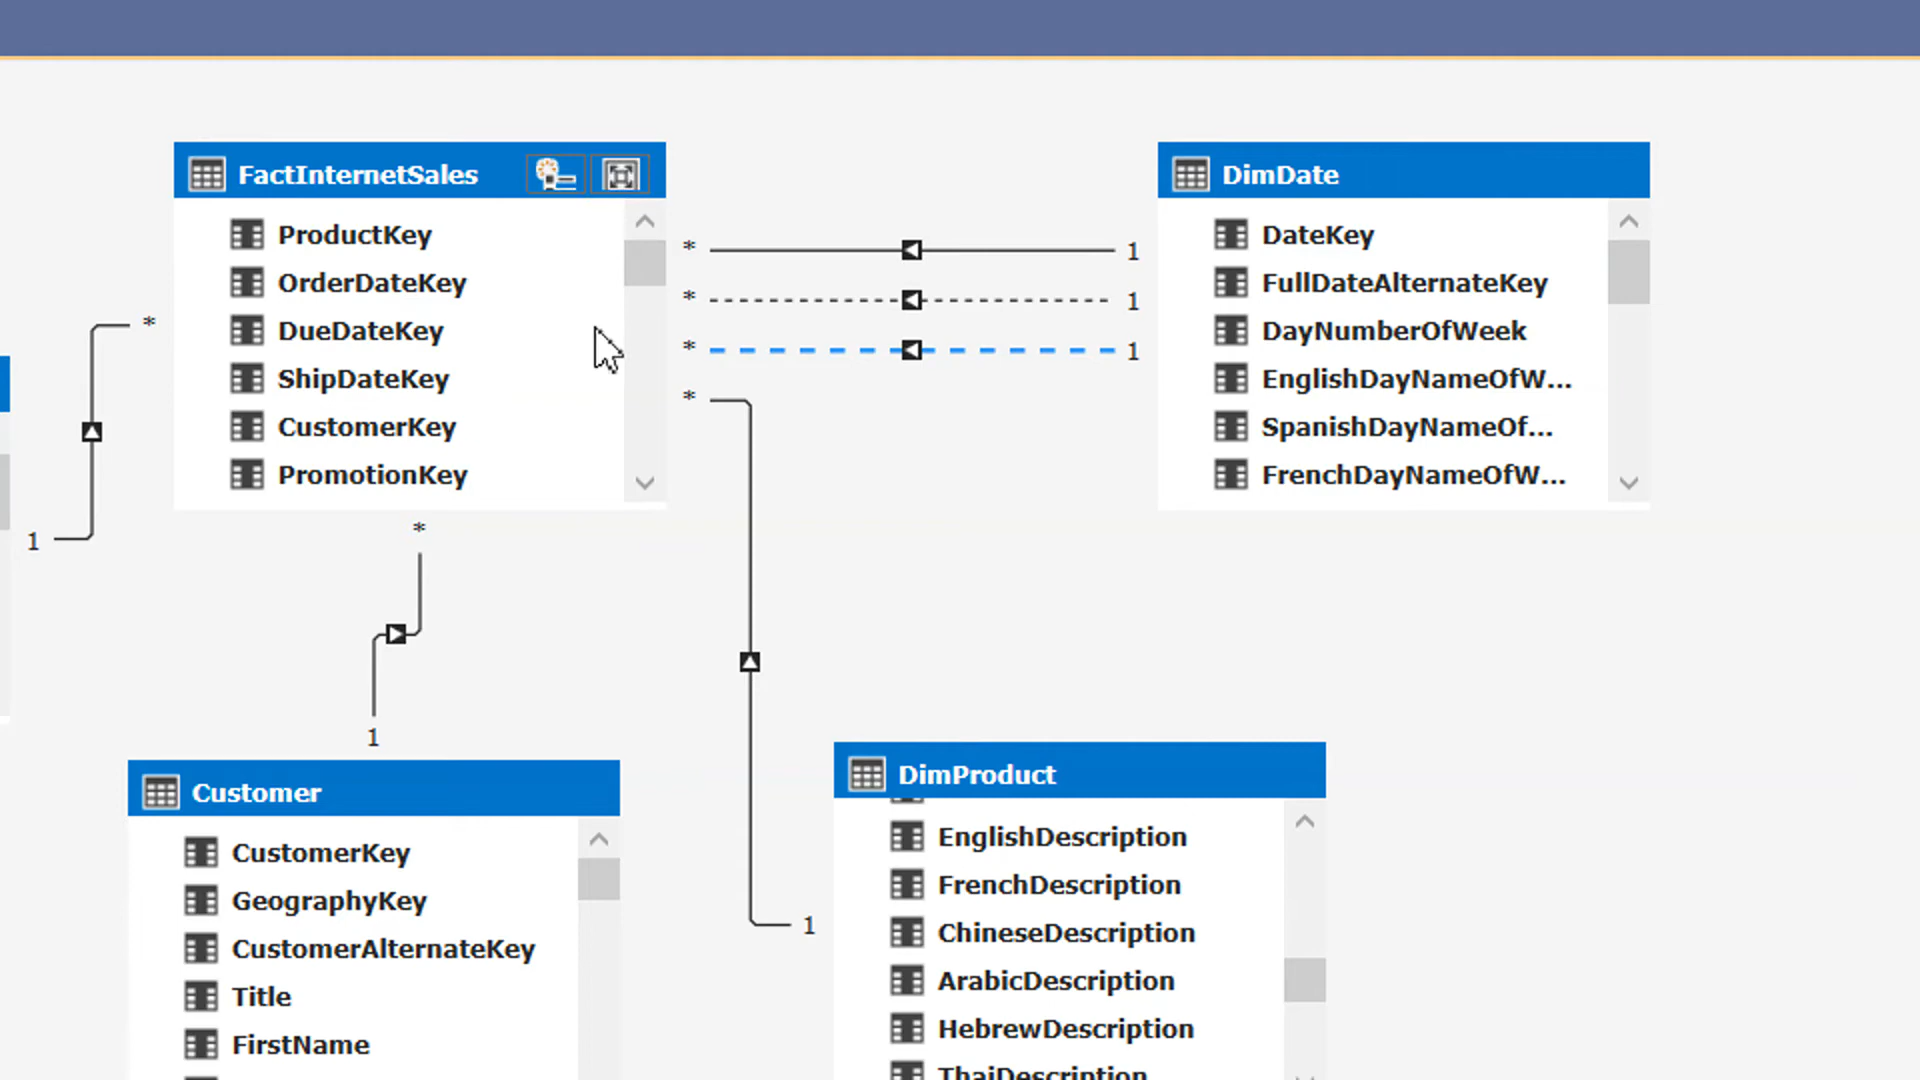 FactInternetSales
ProductKey
OrderDateKey
DueDateKey
ShipDateKey
CustomerKey
PromotionKey
DimDate
DateKey
FullDateAlternateKey
DayNumberOfWeek
EnglishDayNameOfW...
SpanishDayNameOf...
FrenchDayNameOfW...
* 1
* 1
* 1
*
*
1
*
1
1
Customer
CustomerKey
GeographyKey
CustomerAlternateKey
Title
FirstName
DimProduct
EnglishDescription
FrenchDescription
ChineseDescription
ArabicDescription
HebrewDescription
ThaiDescription